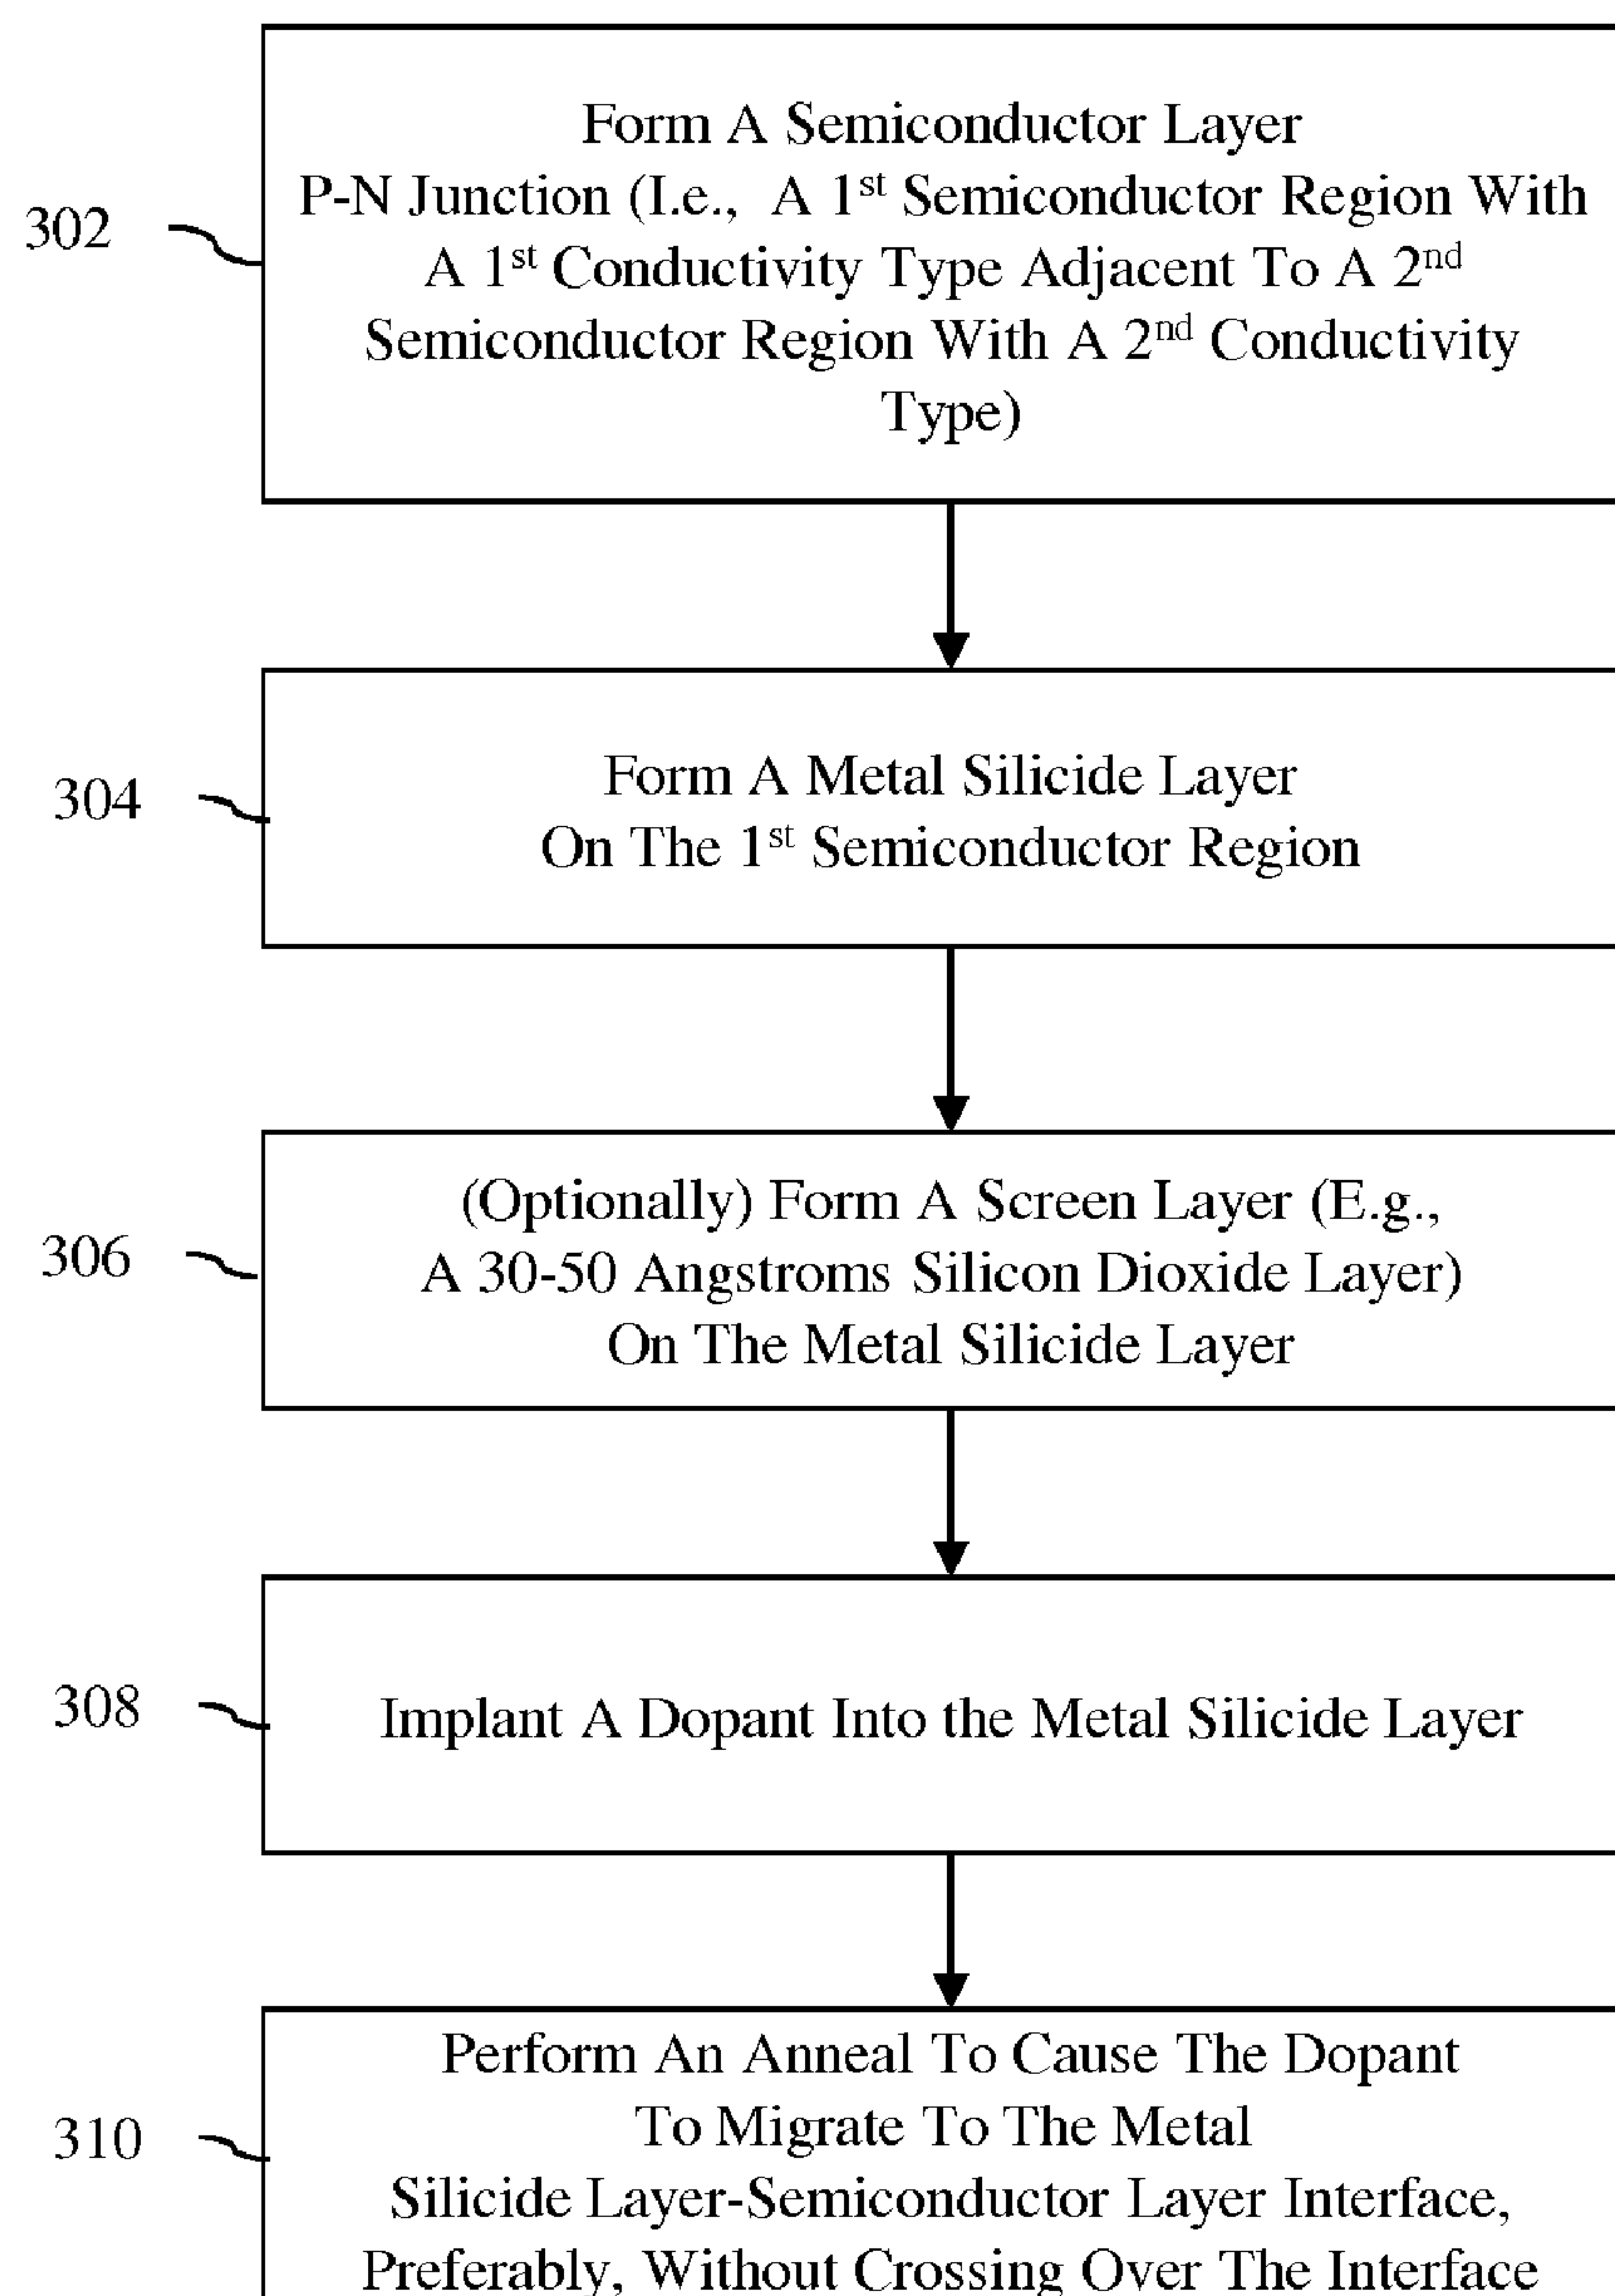 Form A Semiconductor Layer
P-N Junction (I.e., A 1st Semiconductor Region With
A 1st Conductivity Type Adjacent To A 2nd
Semiconductor Region With A 2nd Conductivity
Type)
302
Form A Metal Silicide Layer
On The 1st Semiconductor Region
304
(Optionally) Form A Screen Layer (E.g.,
A 30-50 Angstroms Silicon Dioxide Layer)
On The Metal Silicide Layer
306
Implant A Dopant Into the Metal Silicide Layer
308
Perform An Anneal To Cause The Dopant
To Migrate To The Metal
Silicide Layer-Semiconductor Layer Interface,
Preferably, Without Crossing Over The Interface
310